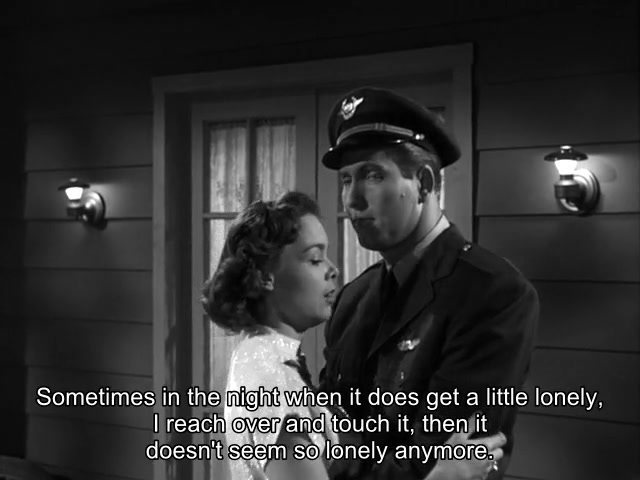 Sometimes in the night when it does get a little lonely,
I reach over and touch it, then it
doesn't seem so lonely anymore.